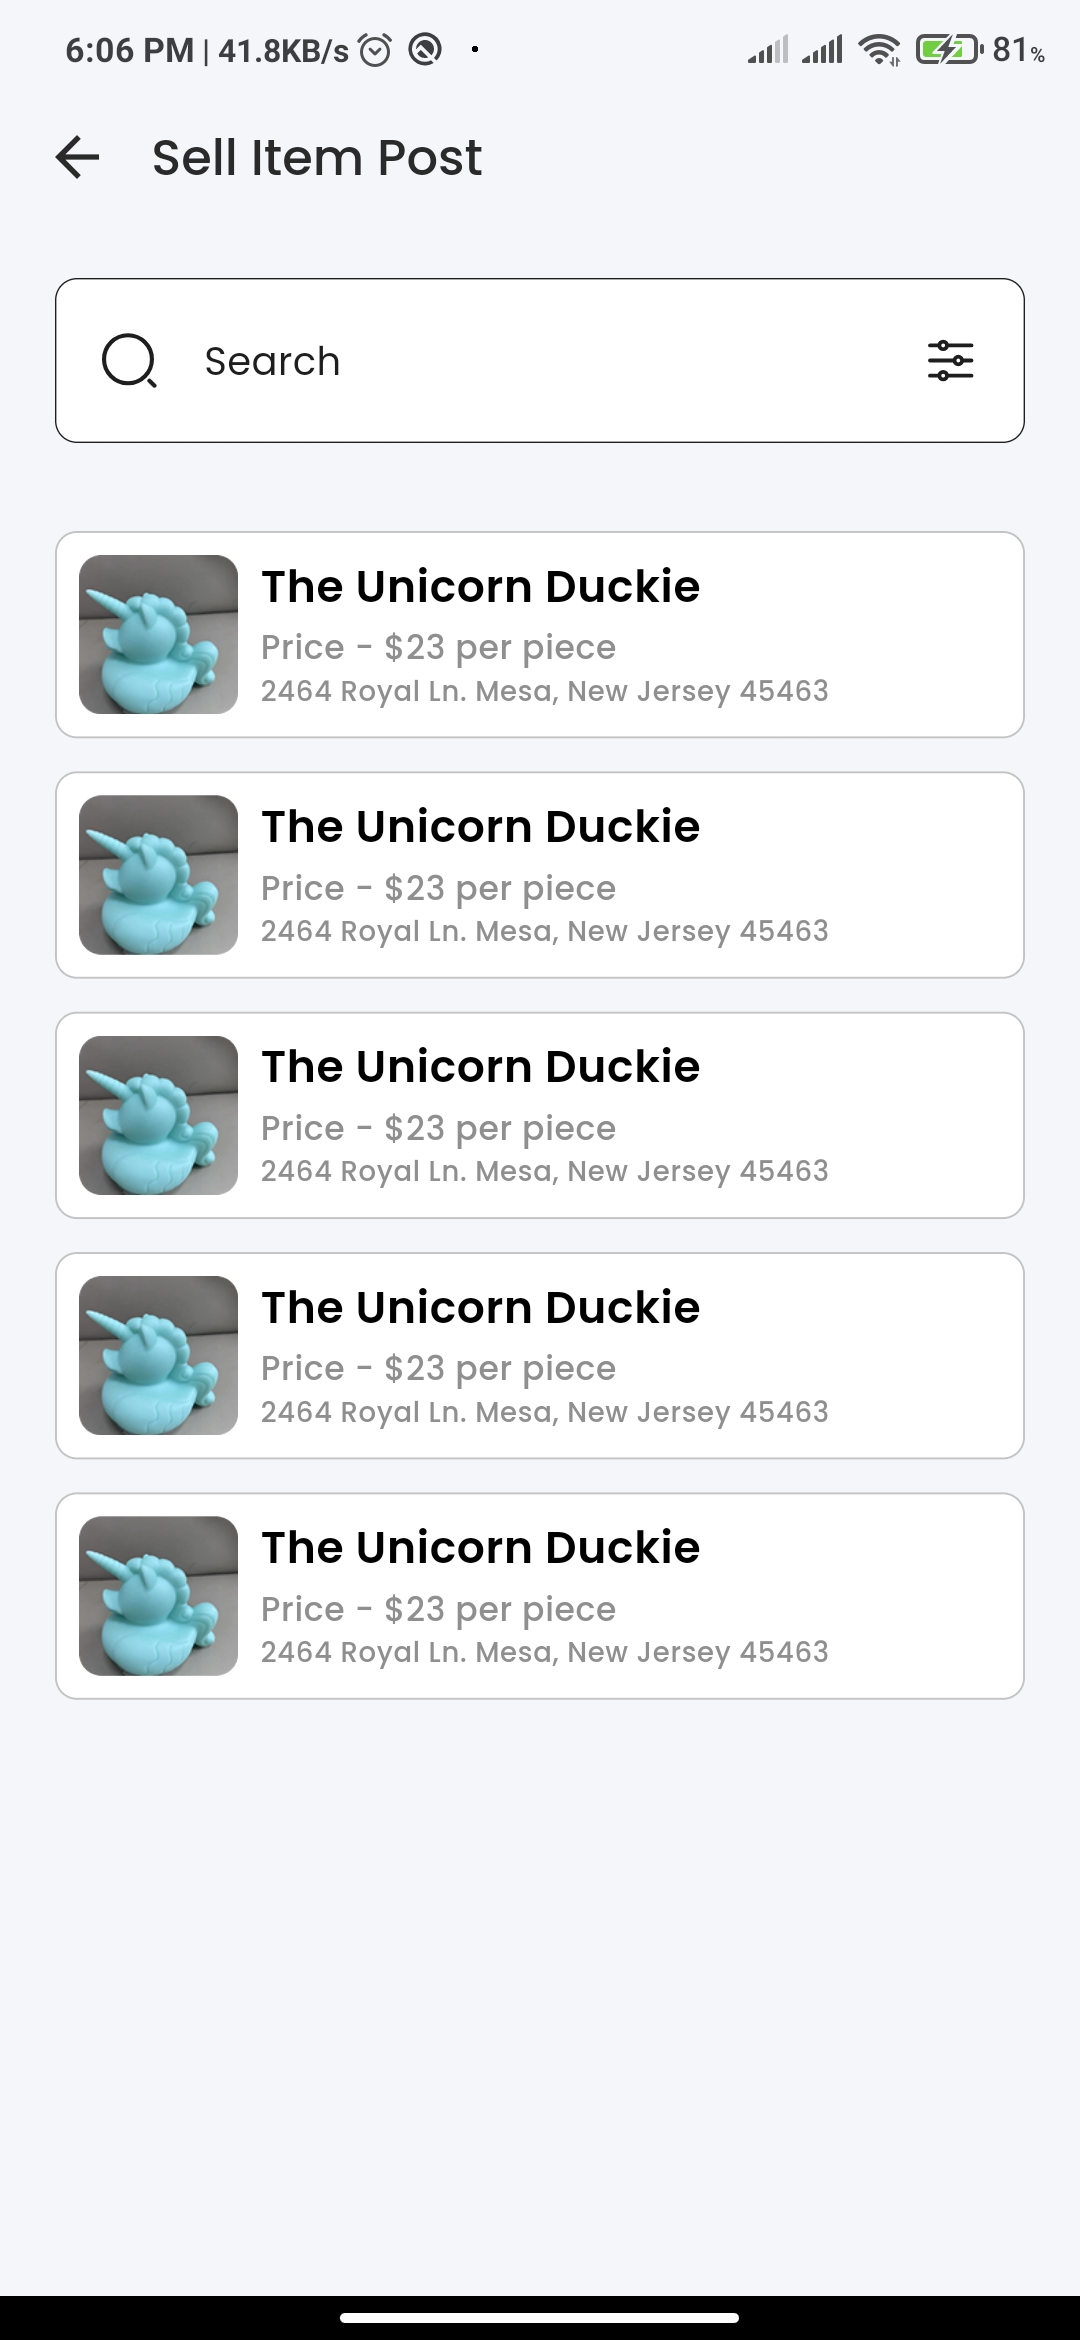 6:06 PM | 41.8KB/s 81%
Sell Item Post
Search
The Unicorn Duckie
Price - $23 per piece
2464 Royal Ln. Mesa, New Jersey 45463
The Unicorn Duckie
Price - $23 per piece
2464 Royal Ln. Mesa, New Jersey 45463
The Unicorn Duckie
Price - $23 per piece
2464 Royal Ln. Mesa, New Jersey 45463
The Unicorn Duckie
Price - $23 per piece
2464 Royal Ln. Mesa, New Jersey 45463
The Unicorn Duckie
Price - $23 per piece
2464 Royal Ln. Mesa, New Jersey 45463